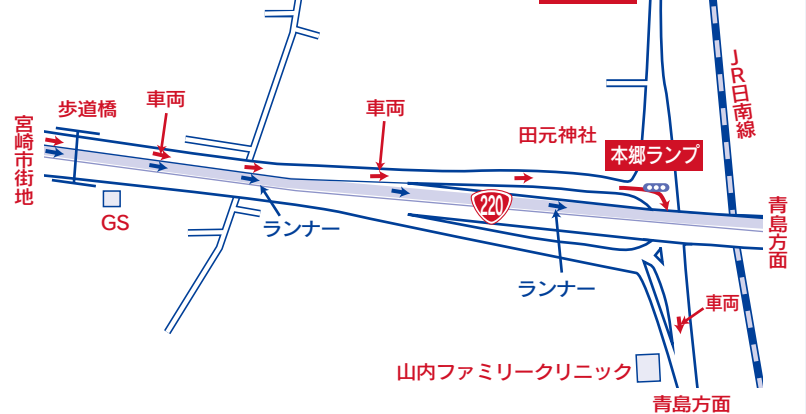 歩道橋
車両
車両
JR日南線
宮崎市街地
田元神社
本郷ランプ
GS
ランナー
220
青島方面
ランナー
車両
山内ファミリークリニック
青島方面